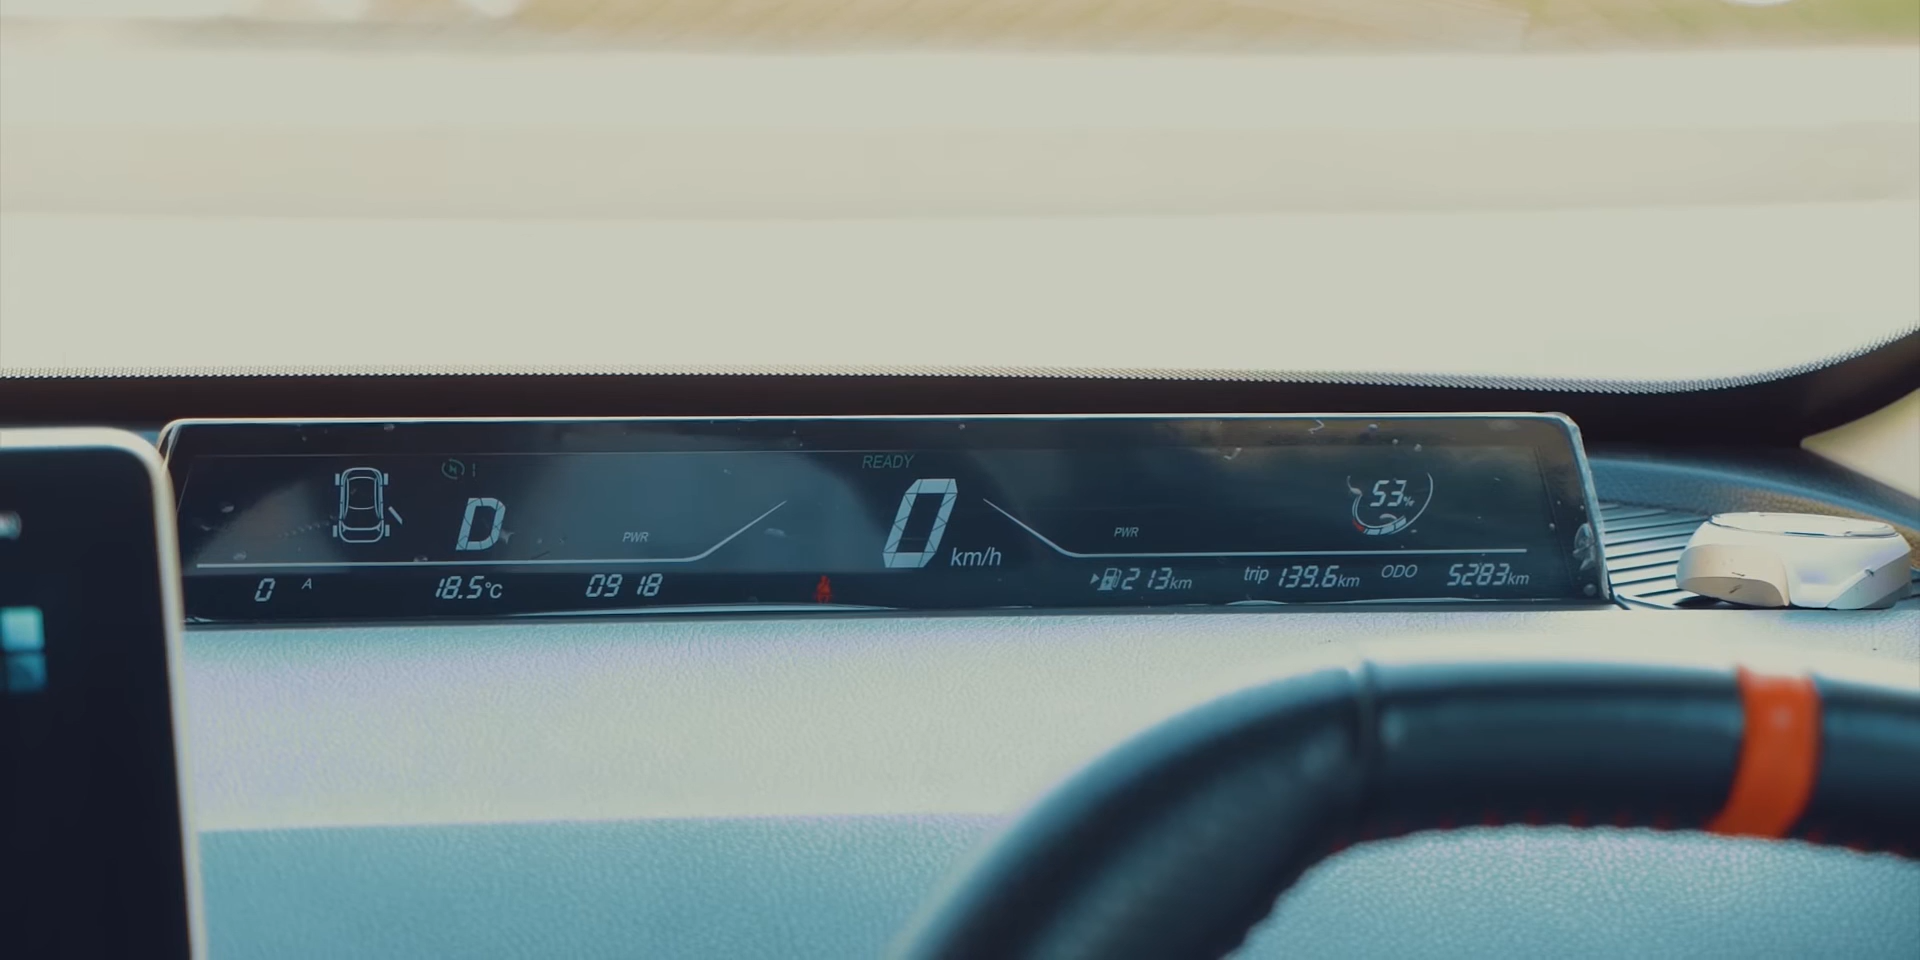 READY
D
0 km/h
53%
PWR
PWR
0 A
18.5°C
09 18
213km
trip 139.6km
ODO 5283km